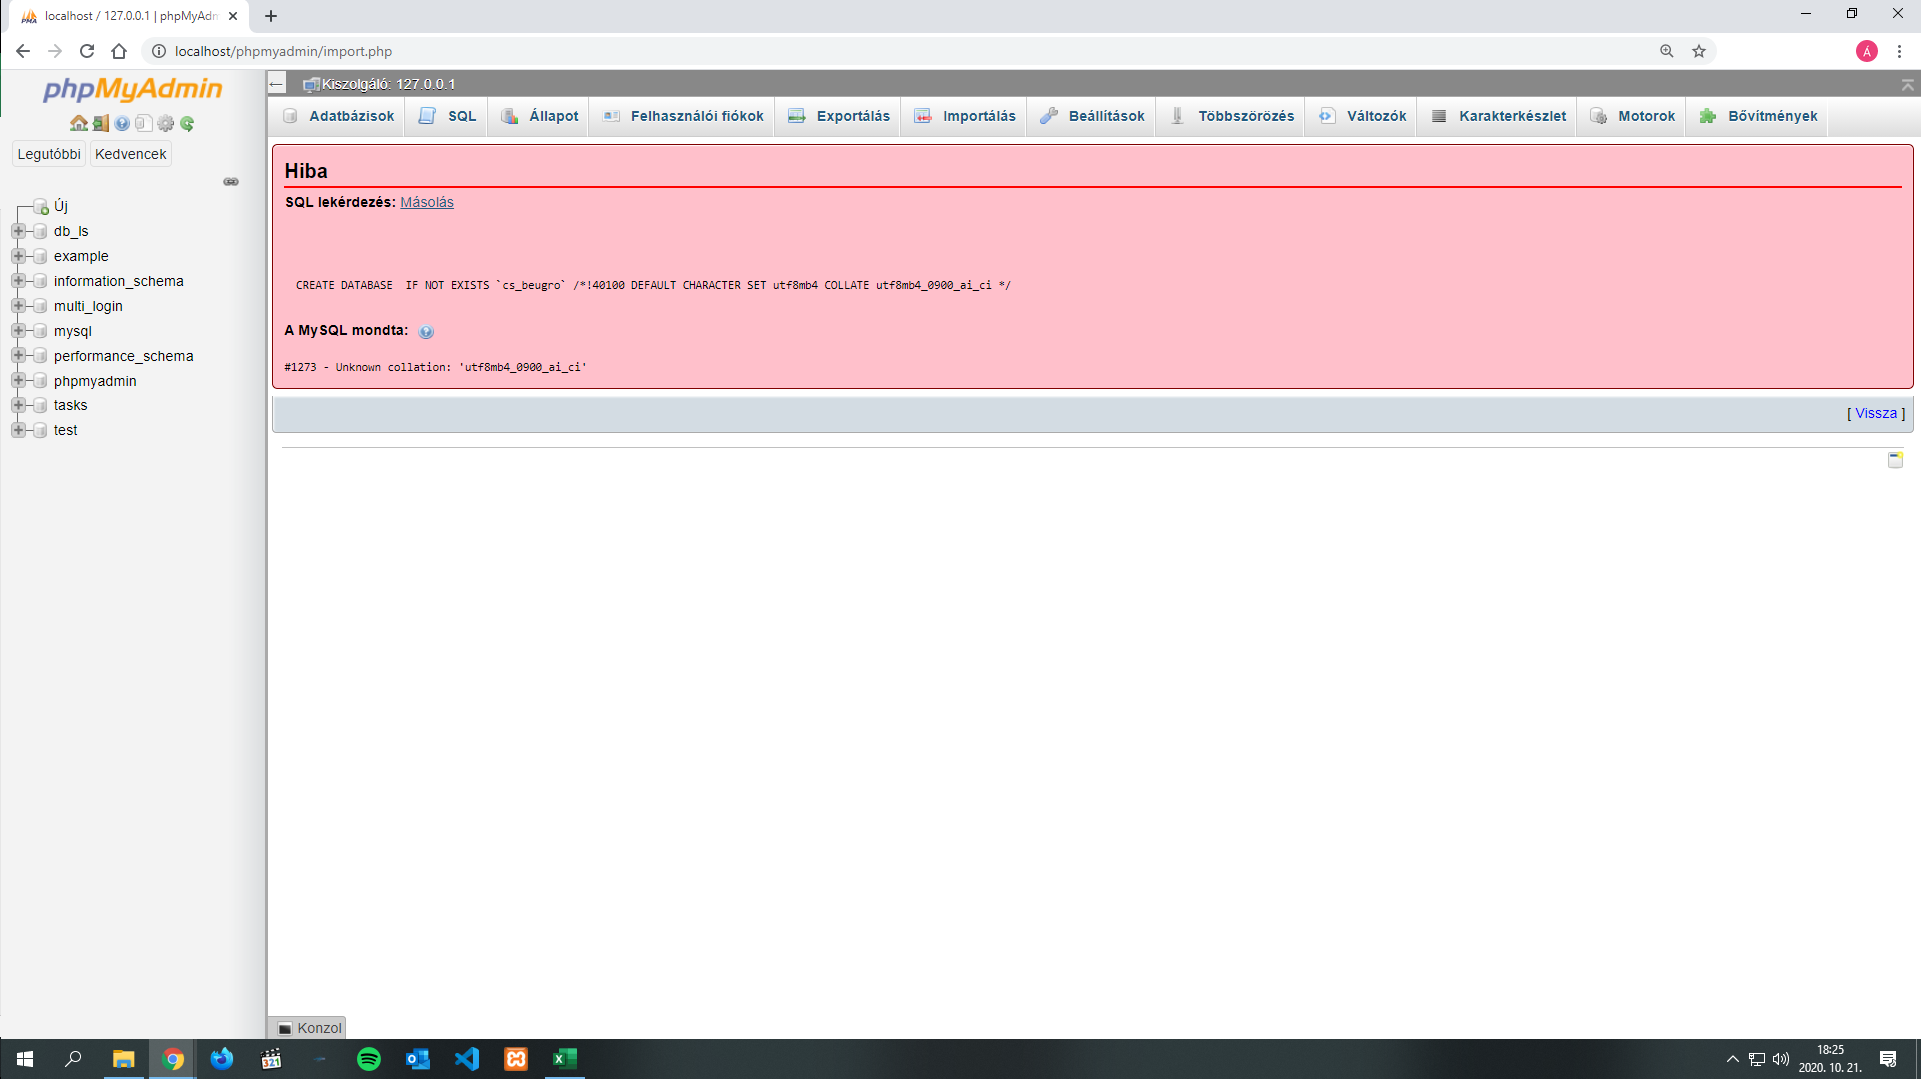 localhost / 127.0.0.1 | phpMyAdm
localhost/phpmyadmin/import.php
Á
phpMyAdmin
Legutóbbi Kedvencek
Új
db_ls
example
information_schema
multi_login
mysql
performance_schema
phpmyadmin
tasks
test
Kiszolgáló: 127.0.0.1
Adatbázisok SQL Állapot Felhasználói fiókok Exportálás Importálás Beállítások Többszörözés Változók Karakterkészlet Motorok Bővítmények
Hiba
SQL lekérdezés: Másolás
CREATE DATABASE  IF NOT EXISTS `cs_beugro` /*!40100 DEFAULT CHARACTER SET utf8mb4 COLLATE utf8mb4_0900_ai_ci */
A MySQL mondta:
#1273 - Unknown collation: 'utf8mb4_0900_ai_ci'
[ Vissza ]
Konzol
321
18:25
2020. 10. 21.